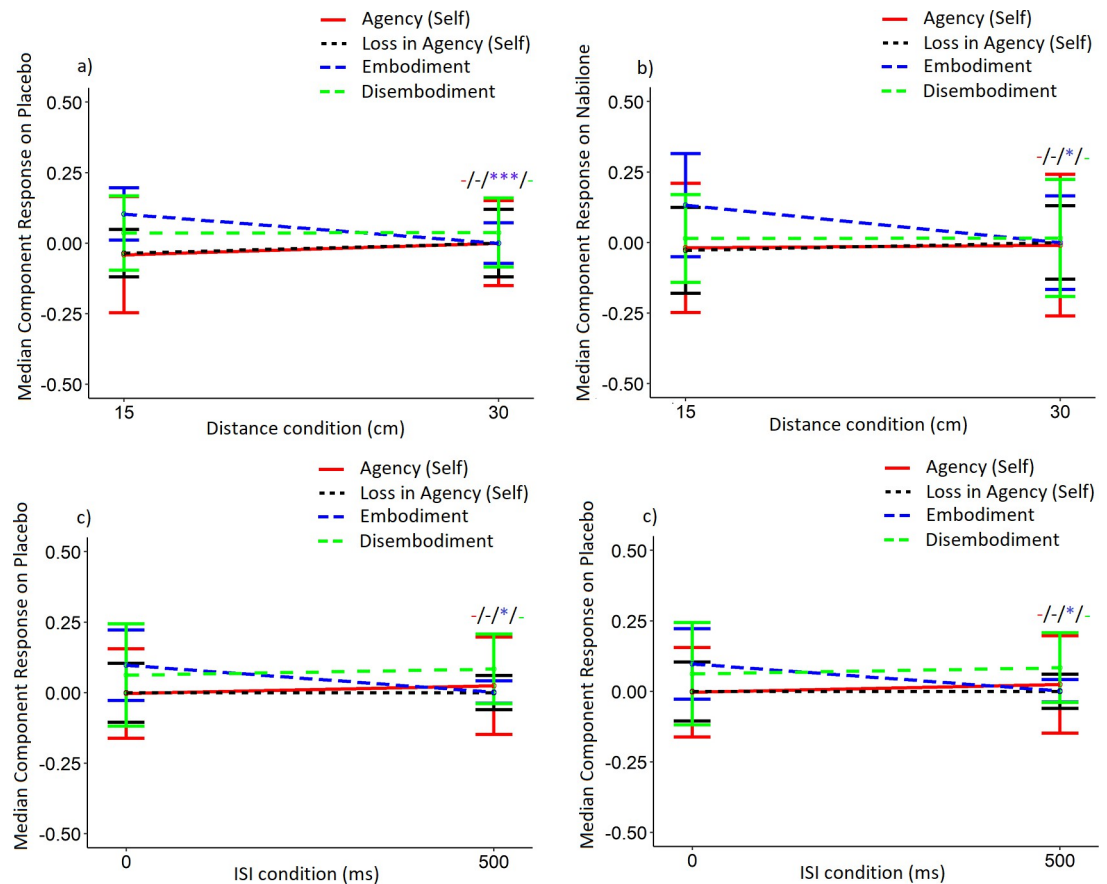 a)
Agency (Self)
Loss in Agency (Self)
Embodiment
Disembodiment
Median Component Response on Placebo
0.50
0.25
0.00
-0.25
-0.50
-/-/***/-
15
30
Distance condition (cm)
b)
Agency (Self)
Loss in Agency (Self)
Embodiment
Disembodiment
Median Component Response on Nabilone
0.50
0.25
0.00
-0.25
-0.50
-/-/*/-
15
30
Distance condition (cm)
c)
Agency (Self)
Loss in Agency (Self)
Embodiment
Disembodiment
Median Component Response on Placebo
0.50
0.25
0.00
-0.25
-0.50
-/-/*/-
0
500
ISI condition (ms)
c)
Agency (Self)
Loss in Agency (Self)
Embodiment
Disembodiment
Median Component Response on Placebo
0.50
0.25
0.00
-0.25
-0.50
-/-/*/-
0
500
ISI condition (ms)